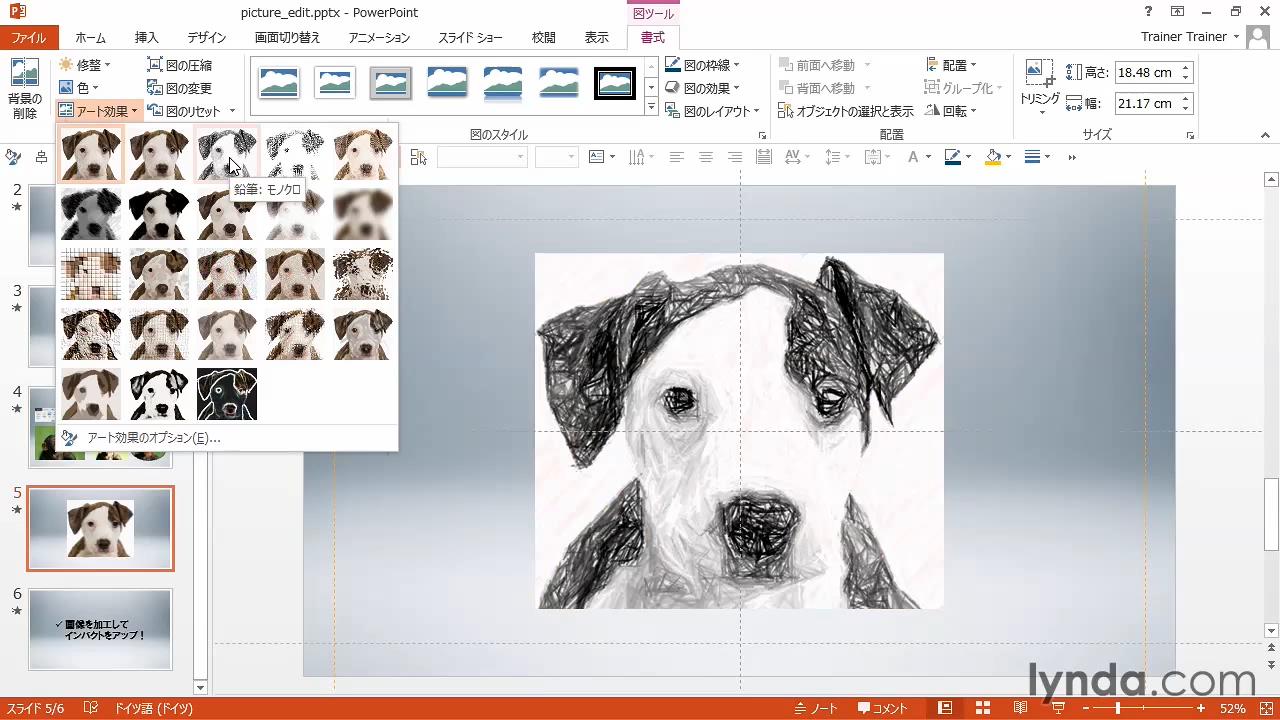 picture_edit.pptx - PowerPoint
図ツール
?
Trainer Trainer
ファイル
ホーム
挿入
デザイン
画面切り替え
アニメーション
スライド ショー
校閲
表示
書式
背景の
削除
修整
色
アート効果
図の圧縮
図の変更
図のリセット
図のスタイル
図の枠線
図の効果
図のレイアウト
前面へ移動
背面へ移動
オブジェクトの選択と表示
配置
グループ化
回転
配置
トリミング
高さ:
18.48 cm
幅:
21.17 cm
サイズ
鉛筆: モノクロ
アート効果のオプション(E)...
2
3
4
5
6
✓ 画像を加工して
インパクトをアップ！
lynda.com
スライド 5/6
ドイツ語 (ドイツ)
ノート
コメント
52%